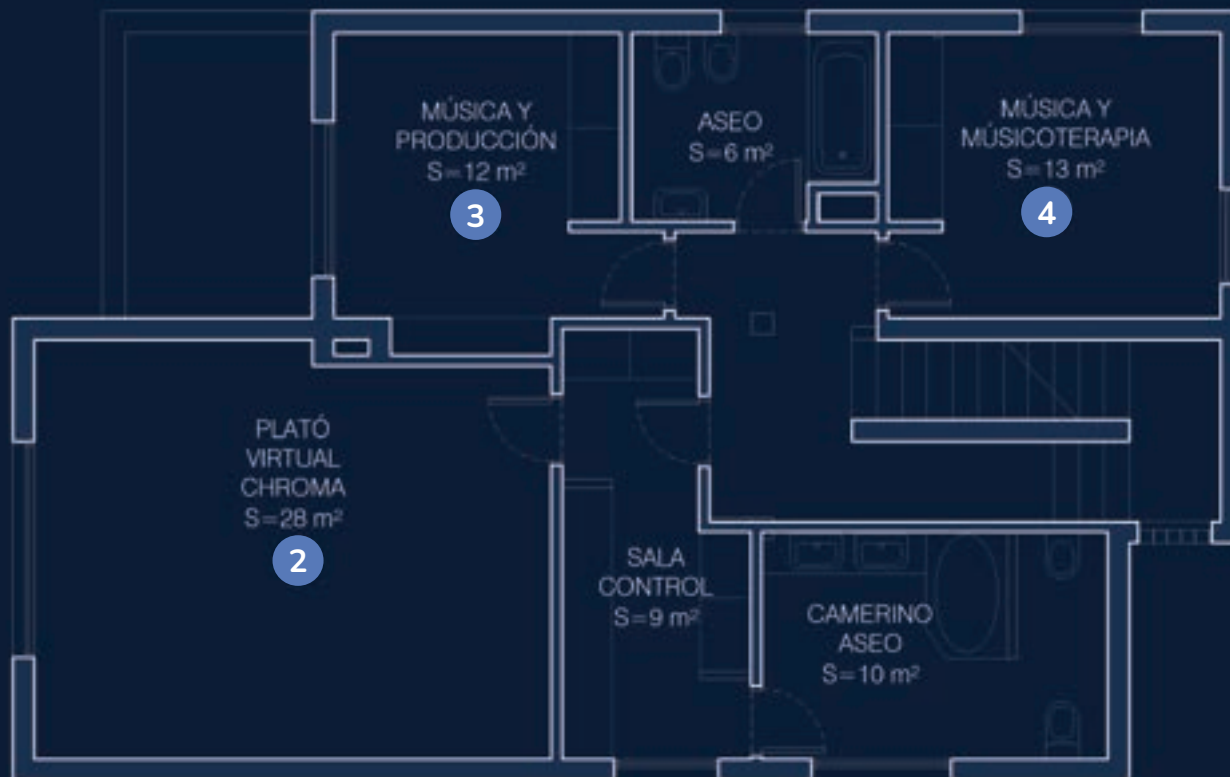 MÚSICA Y
PRODUCCIÓN
S=12 m²
3
ASEO
S=6 m²
MÚSICA Y
MÚSICOTERAPIA
S=13 m²
4
PLATÓ
VIRTUAL
CHROMA
S=28 m²
2
SALA
CONTROL
S=9 m²
CAMERINO
ASEO
S=10 m²